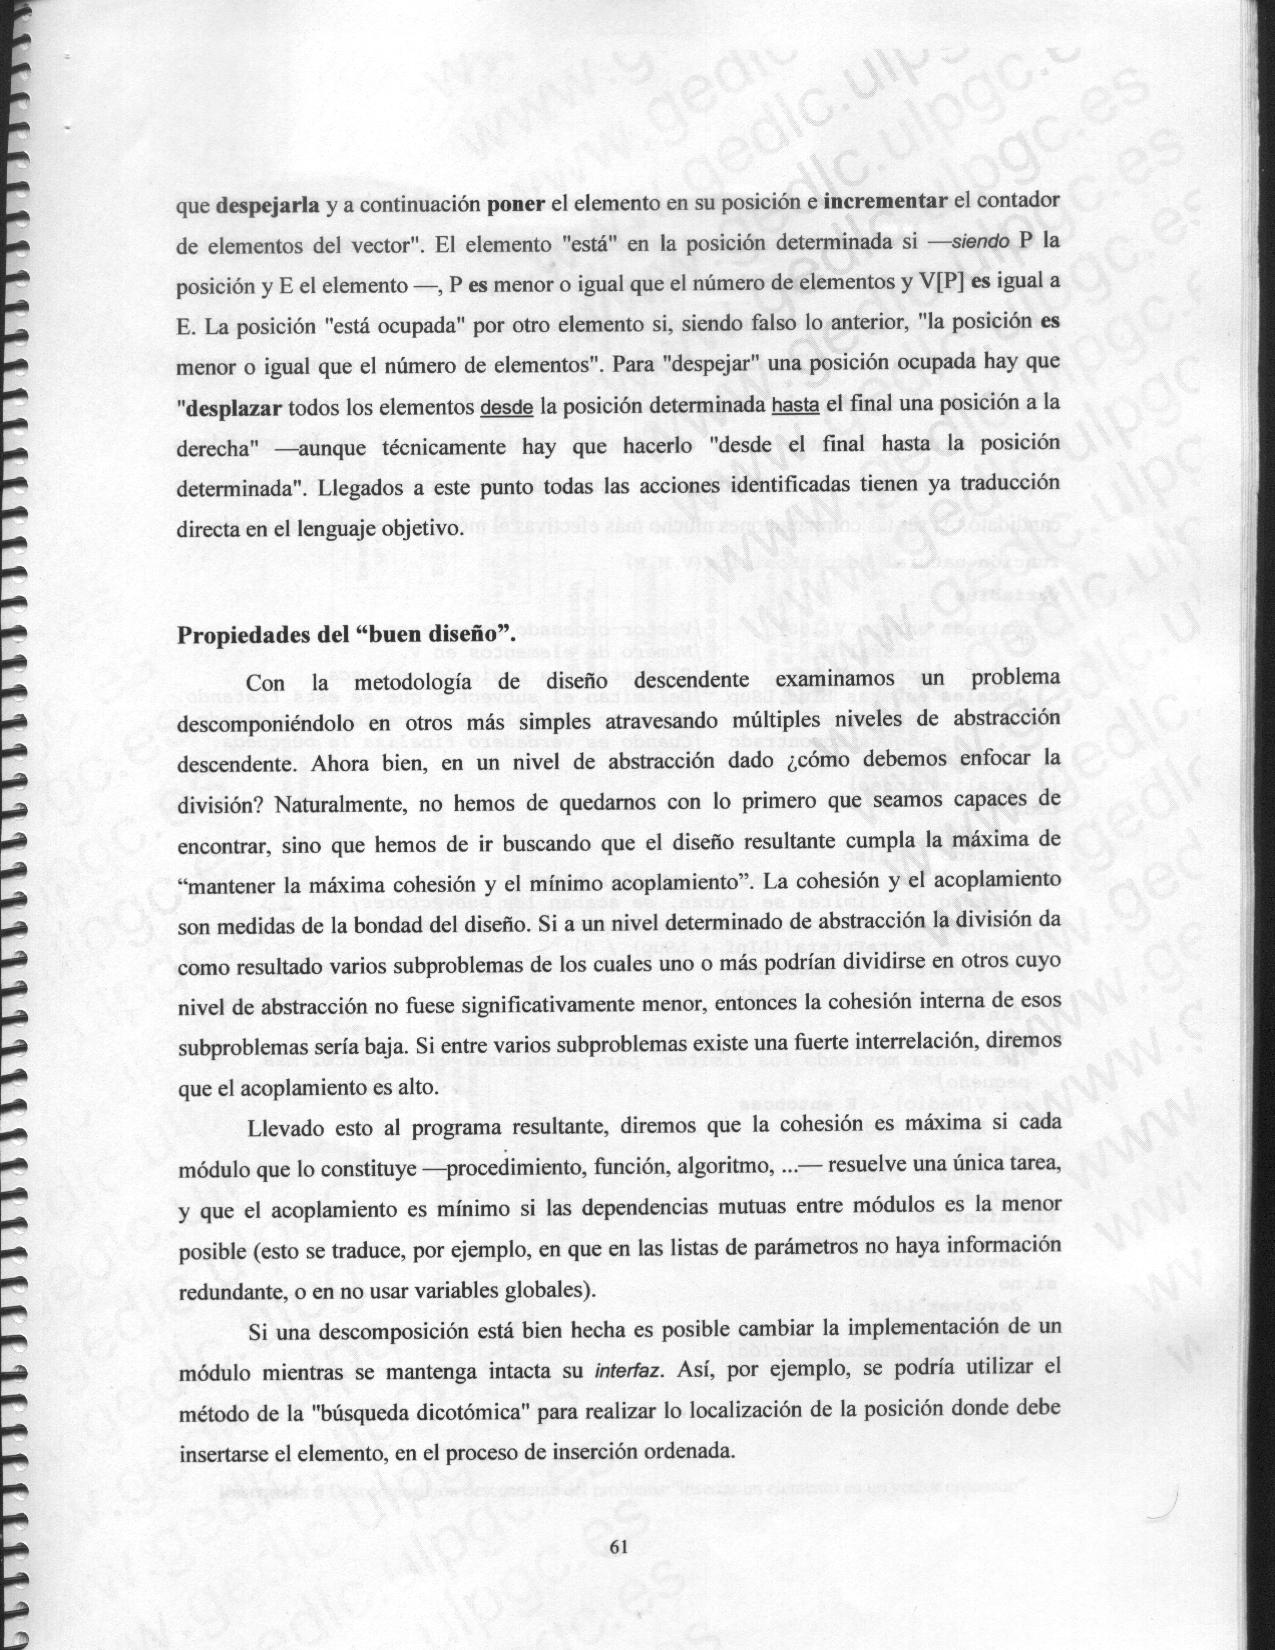 que despejarla y a continuación poner el elemento en su posición e incrementar el contador
de elementos del vector". El elemento "está" en la posición determinada si —siendo P la
posición y E el elemento —, P es menor o igual que el número de elementos y V[P] es igual a
E. La posición "está ocupada" por otro elemento si, siendo falso lo anterior, "la posición es
menor o igual que el número de elementos". Para "despejar" una posición ocupada hay que
"desplazar todos los elementos desde la posición determinada hasta el final una posición a la
derecha" —aunque técnicamente hay que hacerlo "desde el final hasta la posición
determinada". Llegados a este punto todas las acciones identificadas tienen ya traducción
directa en el lenguaje objetivo.
Propiedades del “buen diseño”.
Con la metodología de diseño descendente examinamos un problema
descomponiéndolo en otros más simples atravesando múltiples niveles de abstracción
descendente. Ahora bien, en un nivel de abstracción dado ¿cómo debemos enfocar la
división? Naturalmente, no hemos de quedarnos con lo primero que seamos capaces de
encontrar, sino que hemos de ir buscando que el diseño resultante cumpla la máxima de
“mantener la máxima cohesión y el mínimo acoplamiento”. La cohesión y el acoplamiento
son medidas de la bondad del diseño. Si a un nivel determinado de abstracción la división da
como resultado varios subproblemas de los cuales uno o más podrían dividirse en otros cuyo
nivel de abstracción no fuese significativamente menor, entonces la cohesión interna de esos
subproblemas sería baja. Si entre varios subproblemas existe una fuerte interrelación, diremos
que el acoplamiento es alto.
Llevado esto al programa resultante, diremos que la cohesión es máxima si cada
módulo que lo constituye —procedimiento, función, algoritmo, ...— resuelve una única tarea,
y que el acoplamiento es mínimo si las dependencias mutuas entre módulos es la menor
posible (esto se traduce, por ejemplo, en que en las listas de parámetros no haya información
redundante, o en no usar variables globales).
Si una descomposición está bien hecha es posible cambiar la implementación de un
módulo mientras se mantenga intacta su interfaz. Así, por ejemplo, se podría utilizar el
método de la "búsqueda dicotómica" para realizar lo localización de la posición donde debe
insertarse el elemento, en el proceso de inserción ordenada.
61
www.gedlc.ulpgc.es